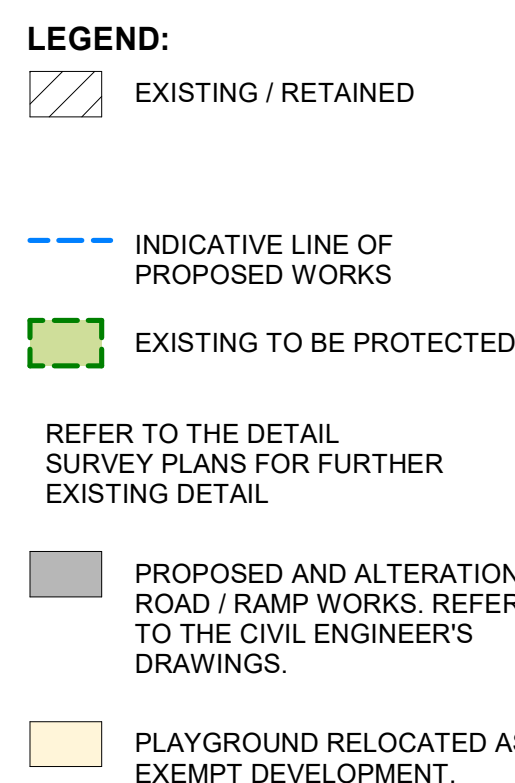 LEGEND:
EXISTING / RETAINED
INDICATIVE LINE OF
PROPOSED WORKS
EXISTING TO BE PROTECTED
REFER TO THE DETAIL
SURVEY PLANS FOR FURTHER
EXISTING DETAIL
PROPOSED AND ALTERATION
ROAD / RAMP WORKS. REFER
TO THE CIVIL ENGINEER'S
DRAWINGS.
PLAYGROUND RELOCATED AS
EXEMPT DEVELOPMENT.